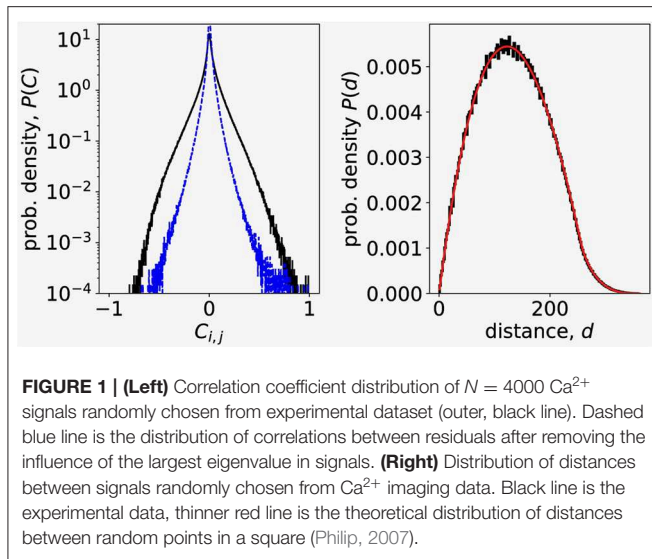 10¹
10⁰
10⁻¹
10⁻²
10⁻³
10⁻⁴
prob. density, P(C)
−1 0 1
C_{i,j}
0.005
0.004
0.003
0.002
0.001
0.000
prob. density P(d)
0 200
distance, d
FIGURE 1 | (Left) Correlation coefficient distribution of N = 4000 Ca²⁺
signals randomly chosen from experimental dataset (outer, black line). Dashed
blue line is the distribution of correlations between residuals after removing the
influence of the largest eigenvalue in signals. (Right) Distribution of distances
between signals randomly chosen from Ca²⁺ imaging data. Black line is the
experimental data, thinner red line is the theoretical distribution of distances
between random points in a square (Philip, 2007).